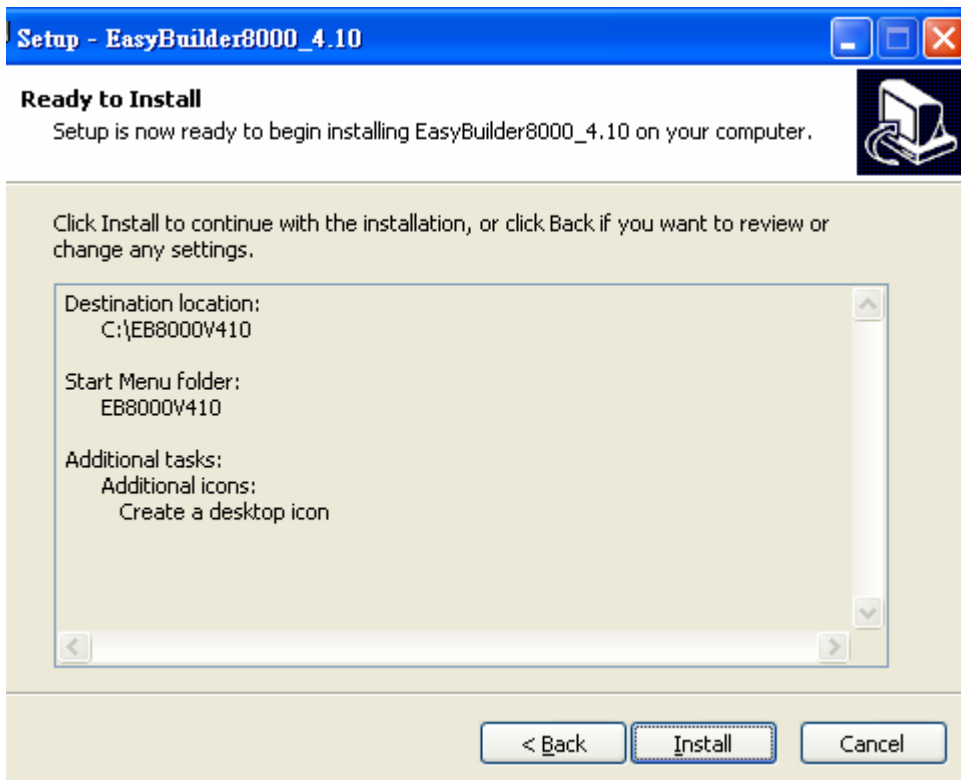 Setup - EasyBuilder8000_4.10
Ready to Install
Setup is now ready to begin installing EasyBuilder8000_4.10 on your computer.
Click Install to continue with the installation, or click Back if you want to review or
change any settings.
Destination location:
C:\EB8000V410
Start Menu folder:
EB8000V410
Additional tasks:
Additional icons:
Create a desktop icon
< Back
Install
Cancel